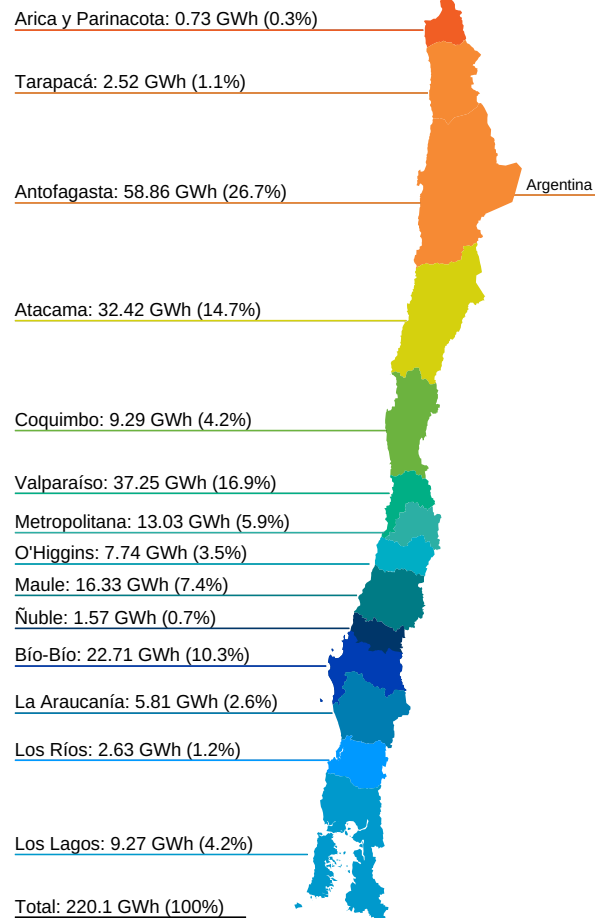 Arica y Parinacota: 0.73 GWh (0.3%)
Tarapacá: 2.52 GWh (1.1%)
Antofagasta: 58.86 GWh (26.7%)
Argentina
Atacama: 32.42 GWh (14.7%)
Coquimbo: 9.29 GWh (4.2%)
Valparaíso: 37.25 GWh (16.9%)
Metropolitana: 13.03 GWh (5.9%)
O'Higgins: 7.74 GWh (3.5%)
Maule: 16.33 GWh (7.4%)
Ñuble: 1.57 GWh (0.7%)
Bío-Bío: 22.71 GWh (10.3%)
La Araucanía: 5.81 GWh (2.6%)
Los Ríos: 2.63 GWh (1.2%)
Los Lagos: 9.27 GWh (4.2%)
Total: 220.1 GWh (100%)